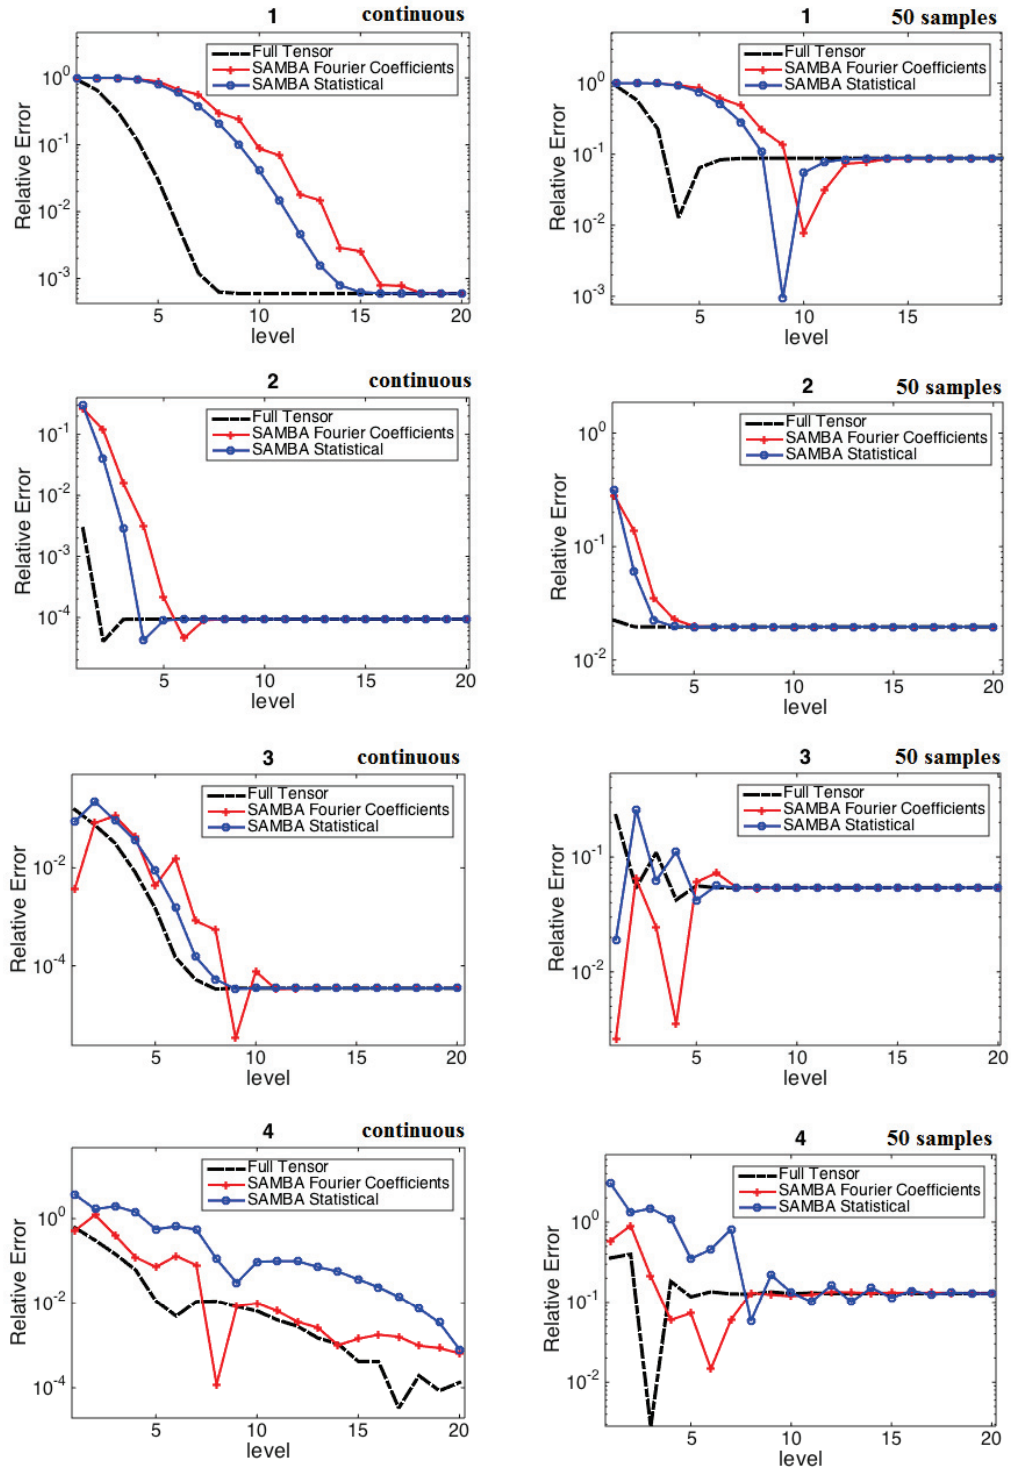 1 continuous
Full Tensor
SAMBA Fourier Coefficients
SAMBA Statistical
Relative Error
10^0
10^-1
10^-2
10^-3
5 10 15 20
level
1 50 samples
Full Tensor
SAMBA Fourier Coefficients
SAMBA Statistical
Relative Error
10^0
10^-1
10^-2
10^-3
5 10 15
level
2 continuous
Full Tensor
SAMBA Fourier Coefficients
SAMBA Statistical
Relative Error
10^-1
10^-2
10^-3
10^-4
5 10 15 20
level
2 50 samples
Full Tensor
SAMBA Fourier Coefficients
SAMBA Statistical
Relative Error
10^0
10^-1
10^-2
5 10 15 20
level
3 continuous
Full Tensor
SAMBA Fourier Coefficients
SAMBA Statistical
Relative Error
10^-2
10^-4
5 10 15 20
level
3 50 samples
Full Tensor
SAMBA Fourier Coefficients
SAMBA Statistical
Relative Error
10^-1
10^-2
5 10 15 20
level
4 continuous
Full Tensor
SAMBA Fourier Coefficients
SAMBA Statistical
Relative Error
10^0
10^-2
10^-4
5 10 15 20
level
4 50 samples
Full Tensor
SAMBA Fourier Coefficients
SAMBA Statistical
Relative Error
10^0
10^-1
10^-2
5 10 15 20
level